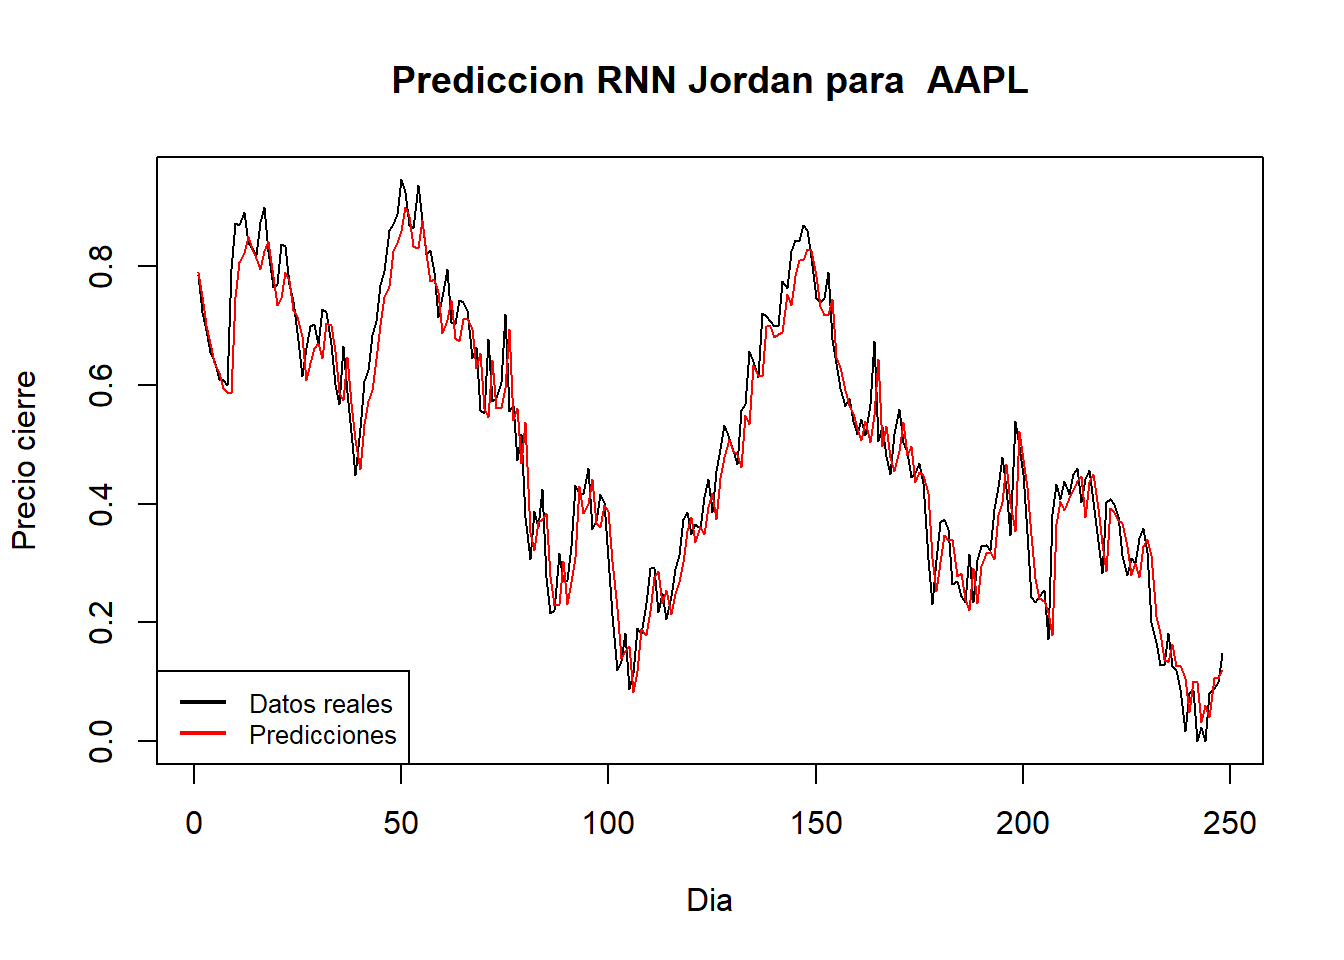 Prediccion RNN Jordan para  AAPL
Precio cierre
0.8
0.6
0.4
0.2
0.0
Datos reales
Predicciones
0 50 100 150 200 250
Dia